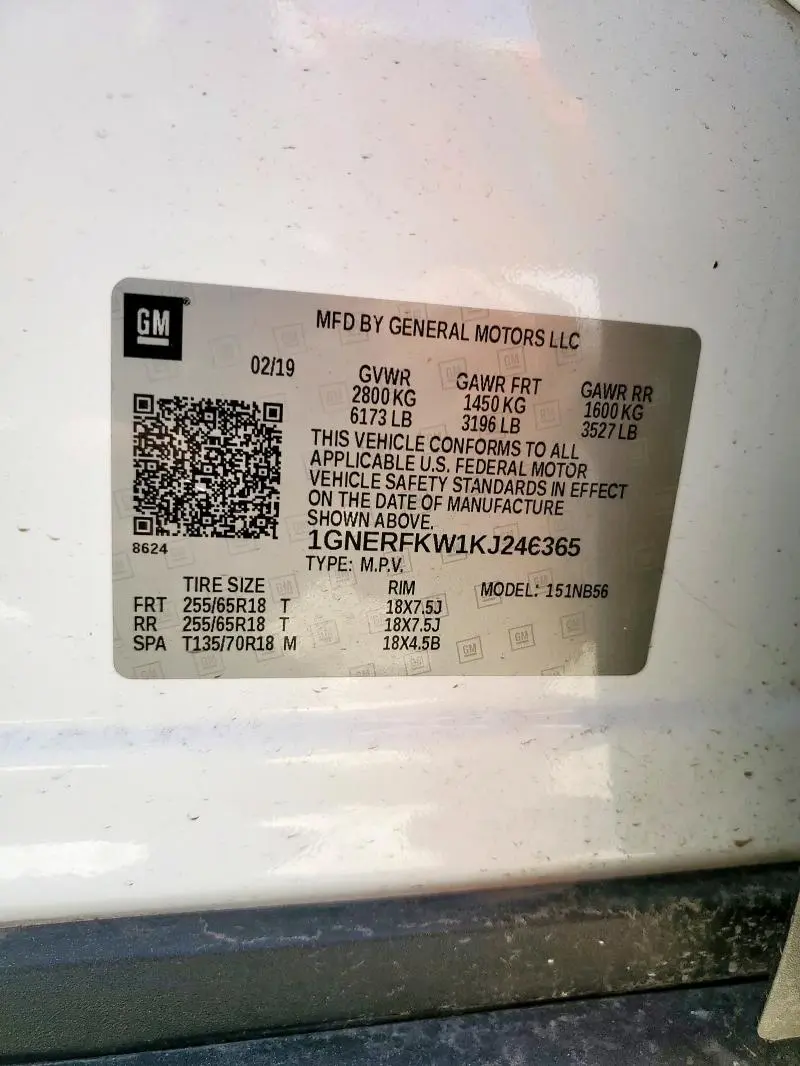 GM
MFD BY GENERAL MOTORS LLC
02/19
GVWR GAWR FRT GAWR RR
2800 KG 1450 KG 1600 KG
6173 LB 3196 LB 3527 LB
THIS VEHICLE CONFORMS TO ALL
APPLICABLE U.S. FEDERAL MOTOR
VEHICLE SAFETY STANDARDS IN EFFECT
ON THE DATE OF MANUFACTURE
SHOWN ABOVE.
8624
1GNERFKW1KJ246365
TYPE: M.P.V.
TIRE SIZE RIM MODEL: 151NB56
FRT 255/65R18 T 18X7.5J
RR 255/65R18 T 18X7.5J
SPA T135/70R18 M 18X4.5B